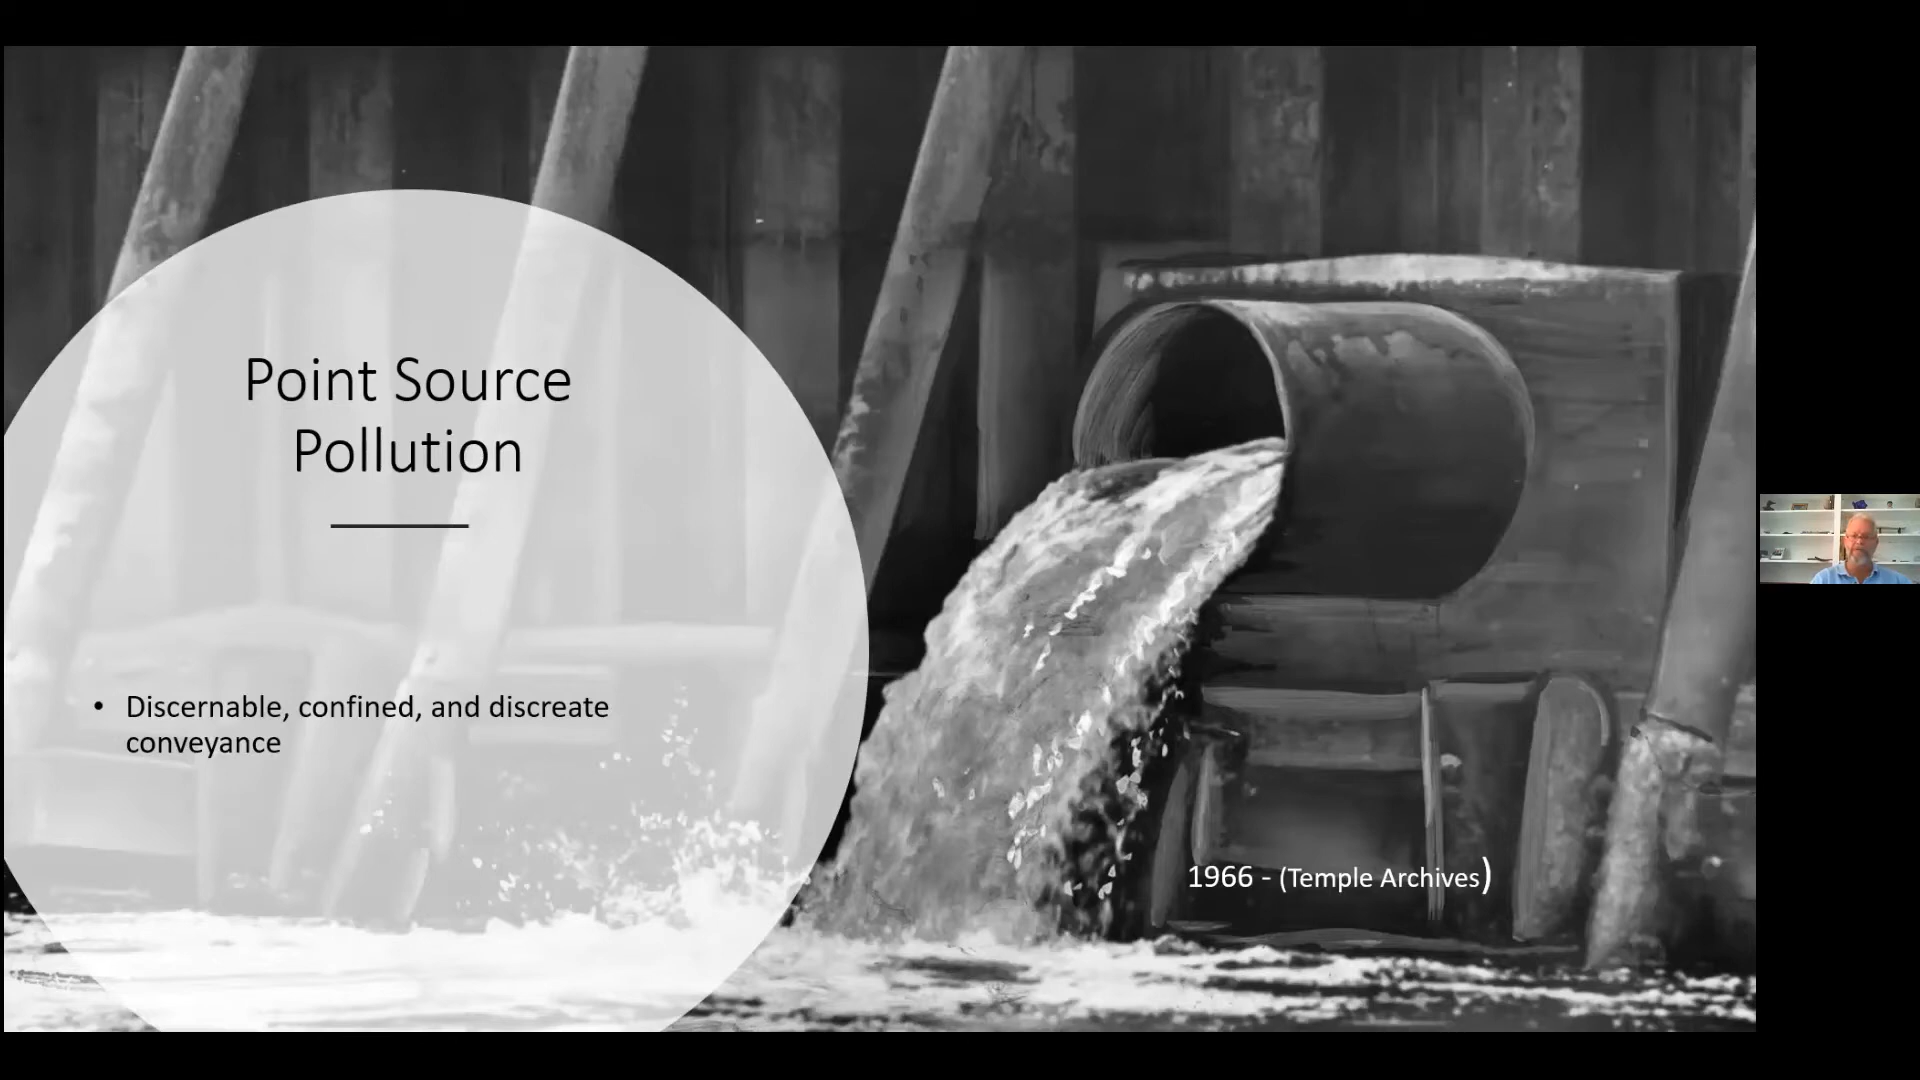 Point Source
Pollution
• Discernable, confined, and discreate
conveyance
1966 - (Temple Archives)